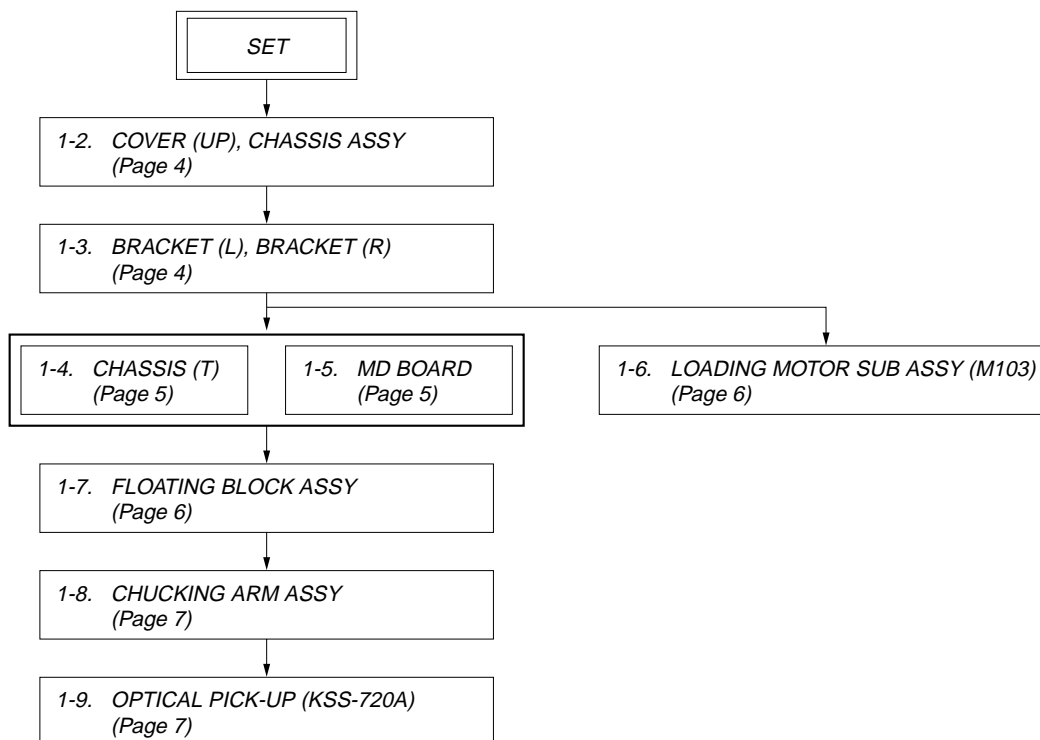 SET
1-2. COVER (UP), CHASSIS ASSY
(Page 4)
1-3. BRACKET (L), BRACKET (R)
(Page 4)
1-4. CHASSIS (T)
(Page 5)
1-5. MD BOARD
(Page 5)
1-6. LOADING MOTOR SUB ASSY (M103)
(Page 6)
1-7. FLOATING BLOCK ASSY
(Page 6)
1-8. CHUCKING ARM ASSY
(Page 7)
1-9. OPTICAL PICK-UP (KSS-720A)
(Page 7)